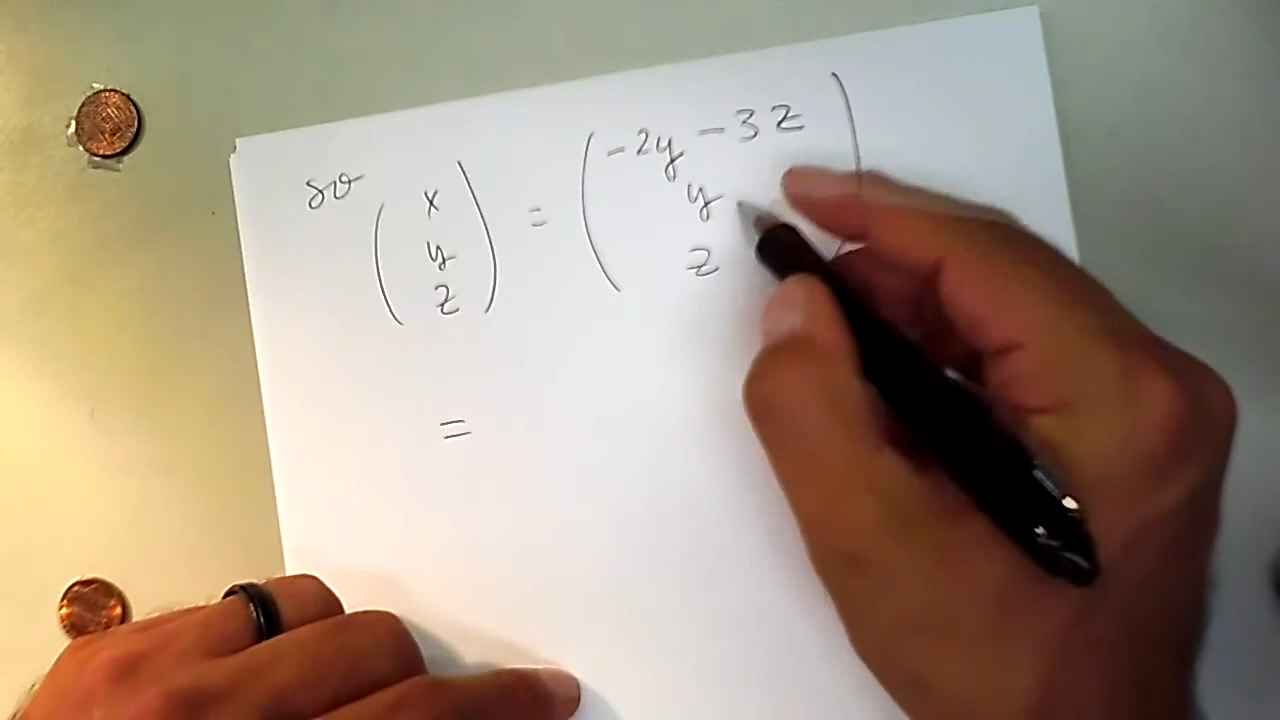 so ( x y z ) = ( -2y - 3z y z )
=